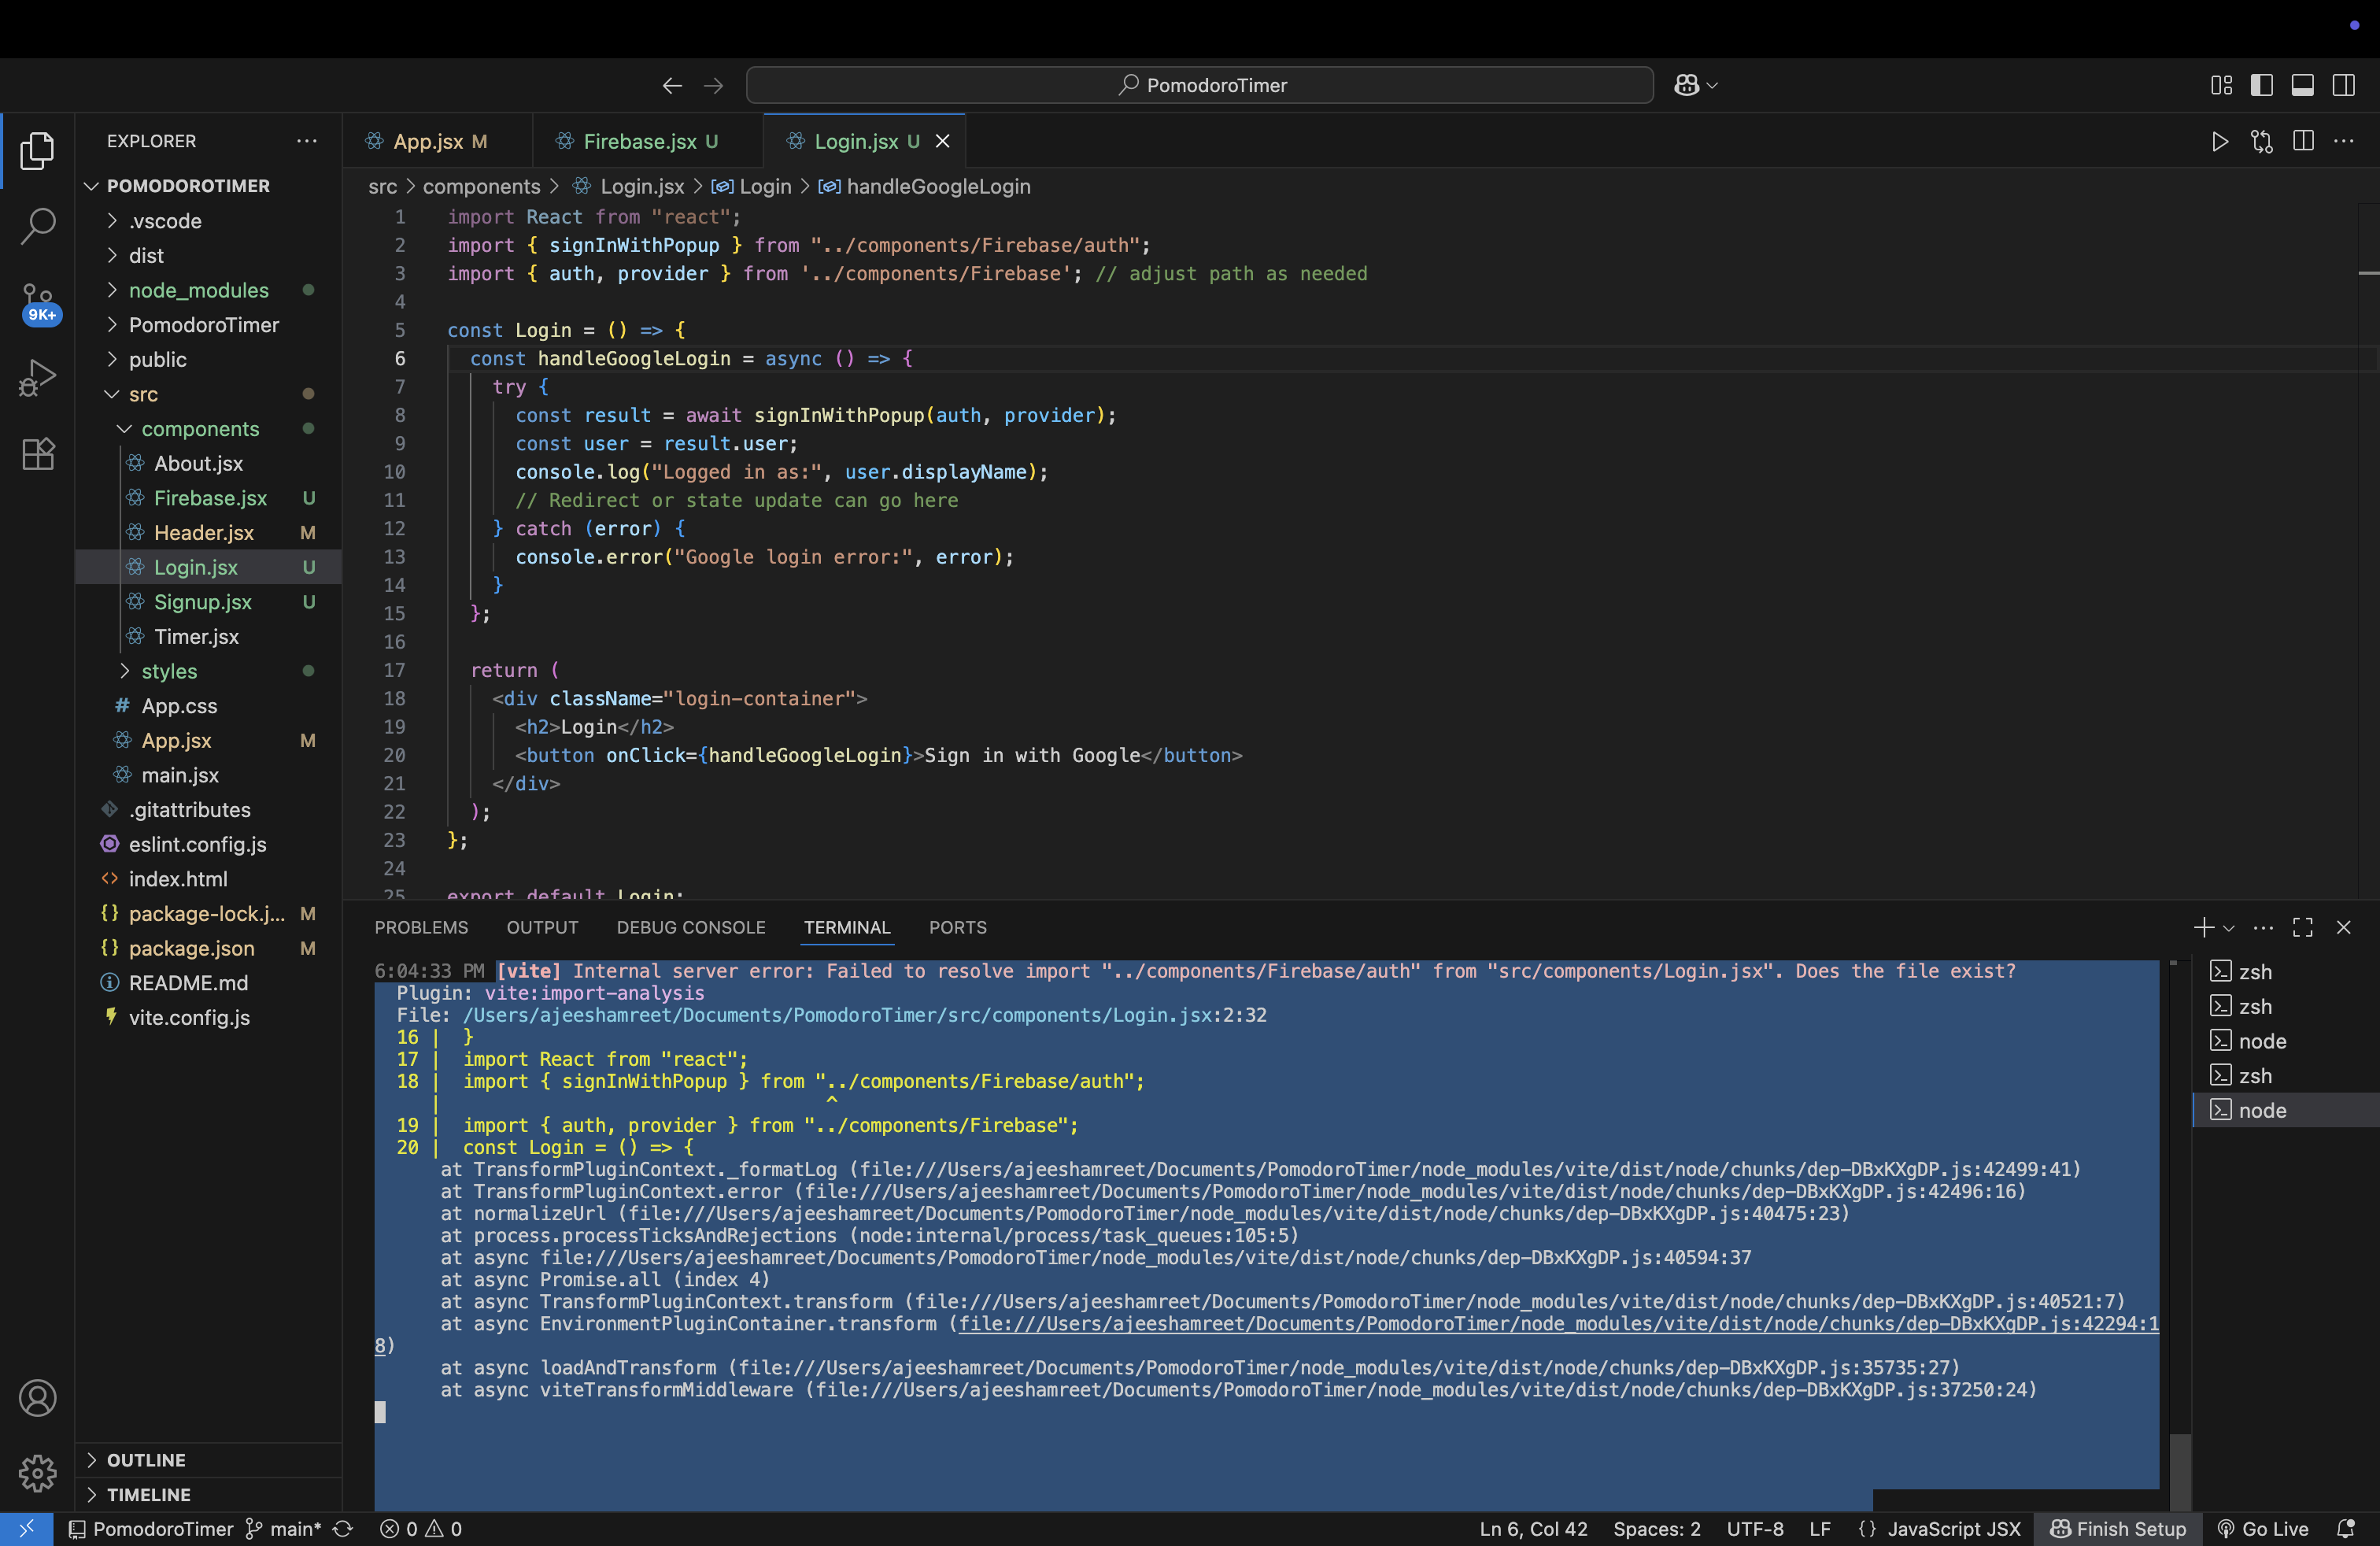 PomodoroTimer
EXPLORER
App.jsx M
Firebase.jsx U
Login.jsx U
POMODOROTIMER
.vscode
dist
node_modules
PomodoroTimer
public
src
components
About.jsx
Firebase.jsx U
Header.jsx M
Login.jsx U
Signup.jsx U
Timer.jsx
styles
# App.css
App.jsx M
main.jsx
.gitattributes
eslint.config.js
<> index.html
{} package-lock.j... M
{} package.json M
README.md
vite.config.js
OUTLINE
TIMELINE
9K+
src > components > Login.jsx > Login > handleGoogleLogin
1 import React from "react";
2 import { signInWithPopup } from "../components/Firebase/auth";
3 import { auth, provider } from '../components/Firebase'; // adjust path as needed
4
5 const Login = () => {
6 const handleGoogleLogin = async () => {
7 try {
8 const result = await signInWithPopup(auth, provider);
9 const user = result.user;
10 console.log("Logged in as:", user.displayName);
11 // Redirect or state update can go here
12 } catch (error) {
13 console.error("Google login error:", error);
14 }
15 };
16
17 return (
18 <div className="login-container">
19 <h2>Login</h2>
20 <button onClick={handleGoogleLogin}>Sign in with Google</button>
21 </div>
22 );
23 };
24
25 export default Login;
PROBLEMS OUTPUT DEBUG CONSOLE TERMINAL PORTS
6:04:33 PM [vite] Internal server error: Failed to resolve import "../components/Firebase/auth" from "src/components/Login.jsx". Does the file exist?
Plugin: vite:import-analysis
File: /Users/ajeeshamreet/Documents/PomodoroTimer/src/components/Login.jsx:2:32
16 | }
17 | import React from "react";
18 | import { signInWithPopup } from "../components/Firebase/auth";
| ^
19 | import { auth, provider } from "../components/Firebase";
20 | const Login = () => {
at TransformPluginContext._formatLog (file:///Users/ajeeshamreet/Documents/PomodoroTimer/node_modules/vite/dist/node/chunks/dep-DBxKXgDP.js:42499:41)
at TransformPluginContext.error (file:///Users/ajeeshamreet/Documents/PomodoroTimer/node_modules/vite/dist/node/chunks/dep-DBxKXgDP.js:42496:16)
at normalizeUrl (file:///Users/ajeeshamreet/Documents/PomodoroTimer/node_modules/vite/dist/node/chunks/dep-DBxKXgDP.js:40475:23)
at process.processTicksAndRejections (node:internal/process/task_queues:105:5)
at async file:///Users/ajeeshamreet/Documents/PomodoroTimer/node_modules/vite/dist/node/chunks/dep-DBxKXgDP.js:40594:37
at async Promise.all (index 4)
at async TransformPluginContext.transform (file:///Users/ajeeshamreet/Documents/PomodoroTimer/node_modules/vite/dist/node/chunks/dep-DBxKXgDP.js:40521:7)
at async EnvironmentPluginContainer.transform (file:///Users/ajeeshamreet/Documents/PomodoroTimer/node_modules/vite/dist/node/chunks/dep-DBxKXgDP.js:42294:1
8)
at async loadAndTransform (file:///Users/ajeeshamreet/Documents/PomodoroTimer/node_modules/vite/dist/node/chunks/dep-DBxKXgDP.js:35735:27)
at async viteTransformMiddleware (file:///Users/ajeeshamreet/Documents/PomodoroTimer/node_modules/vite/dist/node/chunks/dep-DBxKXgDP.js:37250:24)
zsh
zsh
node
zsh
node
PomodoroTimer main* 0 0
Ln 6, Col 42 Spaces: 2 UTF-8 LF {} JavaScript JSX Finish Setup Go Live